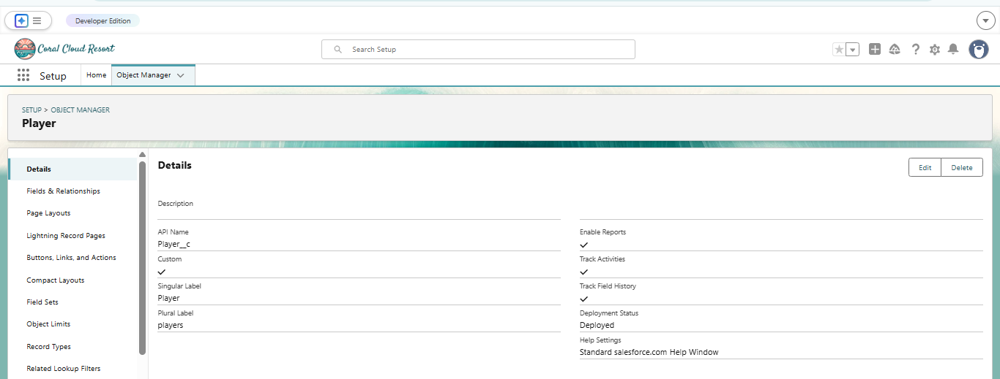 Developer Edition
Coral Cloud Resort
Search Setup
Setup
Home
Object Manager
SETUP > OBJECT MANAGER
Player
Details
Fields & Relationships
Page Layouts
Lightning Record Pages
Buttons, Links, and Actions
Compact Layouts
Field Sets
Object Limits
Record Types
Related Lookup Filters
Details
Edit
Delete
Description
API Name
Player__c
Custom
Singular Label
Player
Plural Label
players
Enable Reports
Track Activities
Track Field History
Deployment Status
Deployed
Help Settings
Standard salesforce.com Help Window